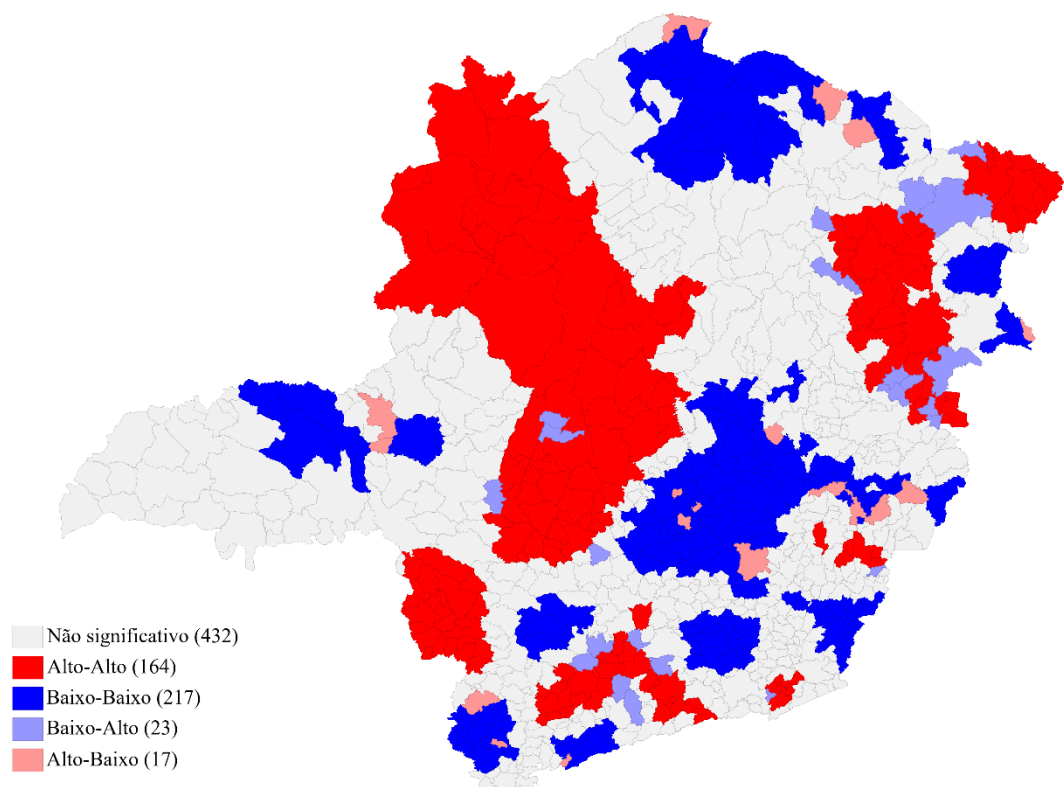 Não significativo (432)
Alto-Alto (164)
Baixo-Baixo (217)
Baixo-Alto (23)
Alto-Baixo (17)